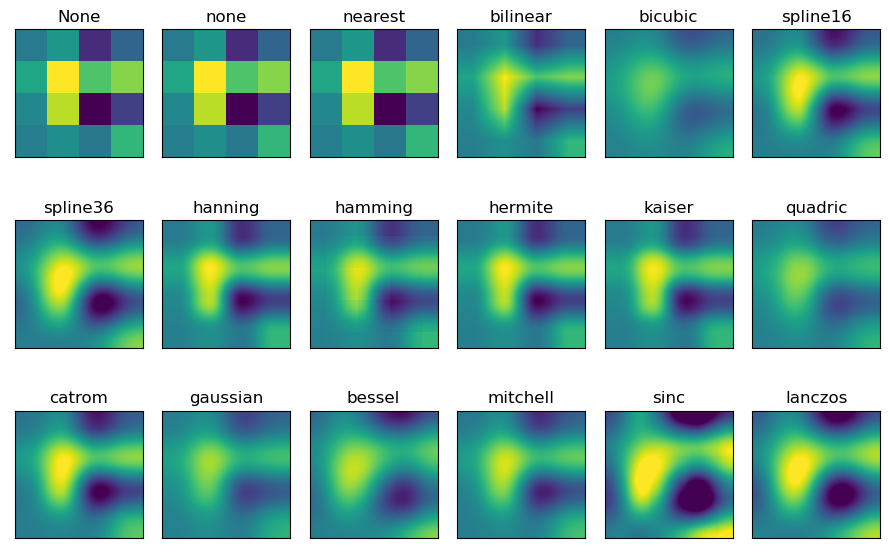 None none nearest bilinear bicubic spline16
spline36 hanning hamming hermite kaiser quadric
catrom gaussian bessel mitchell sinc lanczos